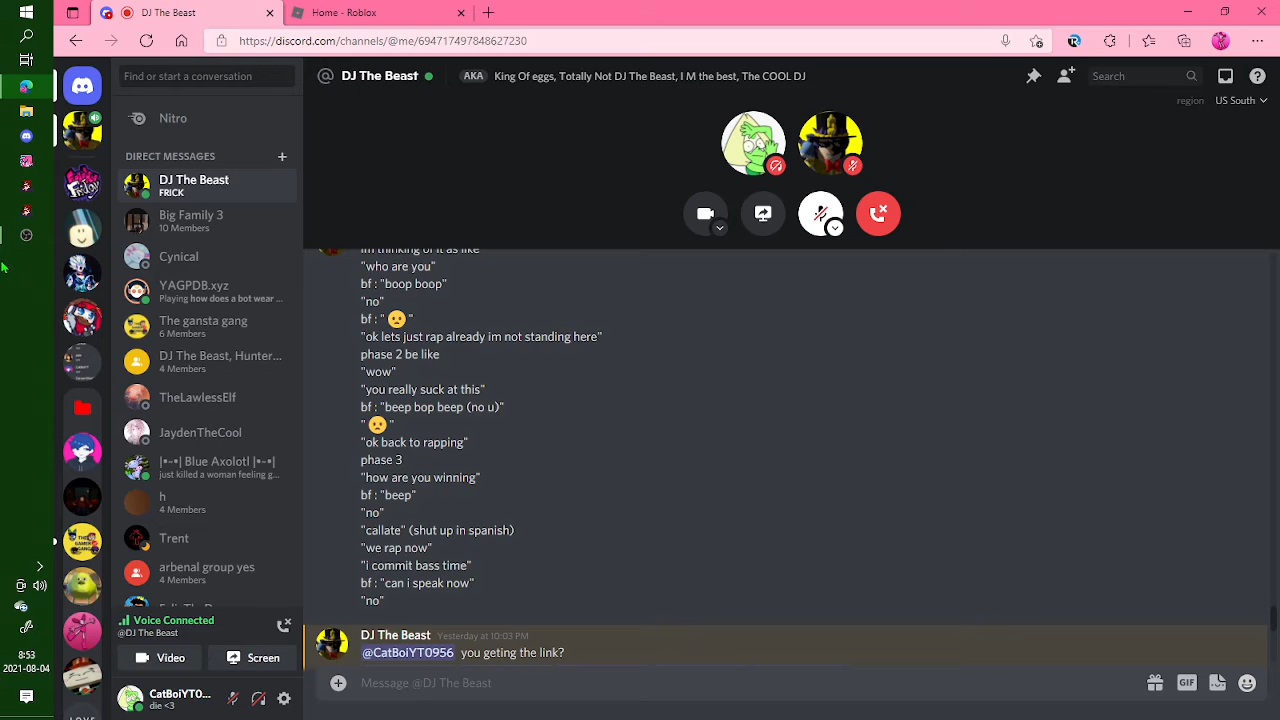 DJ The Beast
Home - Roblox
https://discord.com/channels/@me/694717497848627230
Find or start a conversation
DJ The Beast
AKA
King Of eggs, Totally Not DJ The Beast, I M the best, The COOL DJ
Search
region
US South
Nitro
DIRECT MESSAGES
DJ The Beast
FRICK
Big Family 3
10 Members
Cynical
YAGPDB.xyz
Playing how does a bot wear ...
The gansta gang
6 Members
DJ The Beast, Hunter...
4 Members
TheLawlessElf
JaydenTheCool
|•~•| Blue Axolotl |•~•|
just killed a woman feeling g...
h
4 Members
Trent
arbenal group yes
4 Members
Voice Connected
@DJ The Beast
Video
Screen
CatBoiYT0...
die <3
8:53
2021-08-04
im thinking of it as like
"who are you"
bf : "boop boop"
"no"
bf : " 🙁 "
"ok lets just rap already im not standing here"
phase 2 be like
"wow"
"you really suck at this"
bf : "beep bop beep (no u)"
" 🙁 "
"ok back to rapping"
phase 3
"how are you winning"
bf : "beep"
"no"
"callate" (shut up in spanish)
"we rap now"
"i commit bass time"
bf : "can i speak now"
"no"
DJ The Beast Yesterday at 10:03 PM
@CatBoiYT0956 you geting the link?
Message @DJ The Beast
GIF